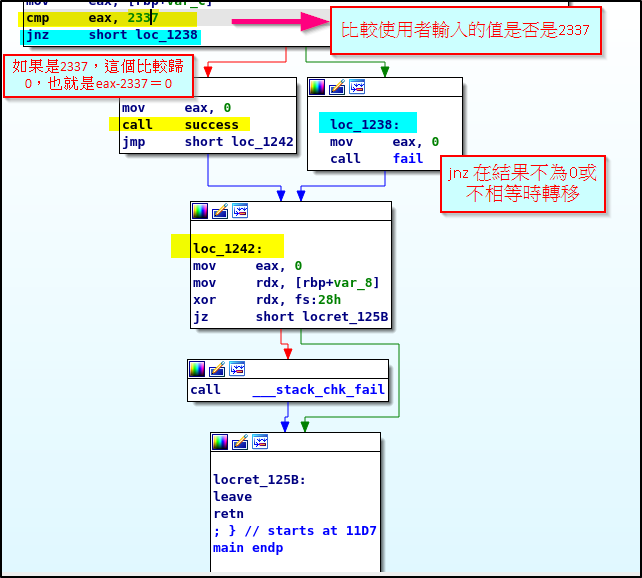 mov eax, [rbp+var_c]
cmp eax, 2337
jnz short loc_1238
比較使用者輸入的值是否是2337
如果是2337，這個比較歸
0，也就是eax-2337＝0
mov eax, 0
call success
jmp short loc_1242
loc_1238:
mov eax, 0
call fail
jnz 在結果不為0或
不相等時轉移
loc_1242:
mov eax, 0
mov rdx, [rbp+var_8]
xor rdx, fs:28h
jz short locret_125B
call ___stack_chk_fail
locret_125B:
leave
retn
; } // starts at 11D7
main endp